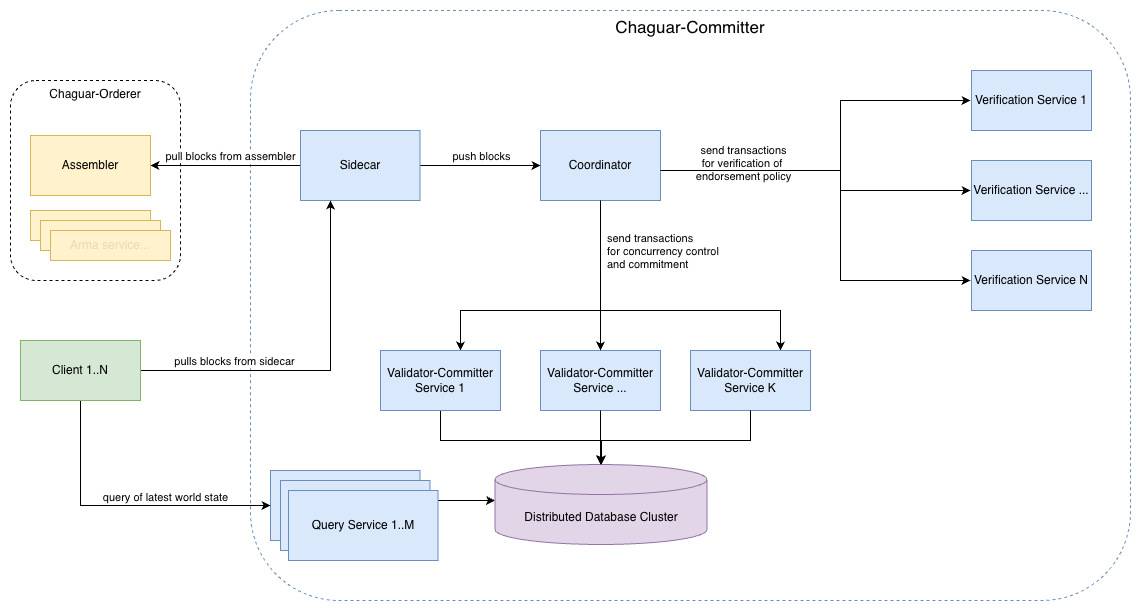 Chaguar-Committer
Chaguar-Orderer
Assembler
Arma service...
pull blocks from assembler
Sidecar
push blocks
Coordinator
send transactions
for verification of
endorsement policy
Verification Service 1
Verification Service ...
Verification Service N
send transactions
for concurrency control
and commitment
Client 1..N
pulls blocks from sidecar
Validator-Committer
Service 1
Validator-Committer
Service ...
Validator-Committer
Service K
query of latest world state
Query Service 1..M
Distributed Database Cluster